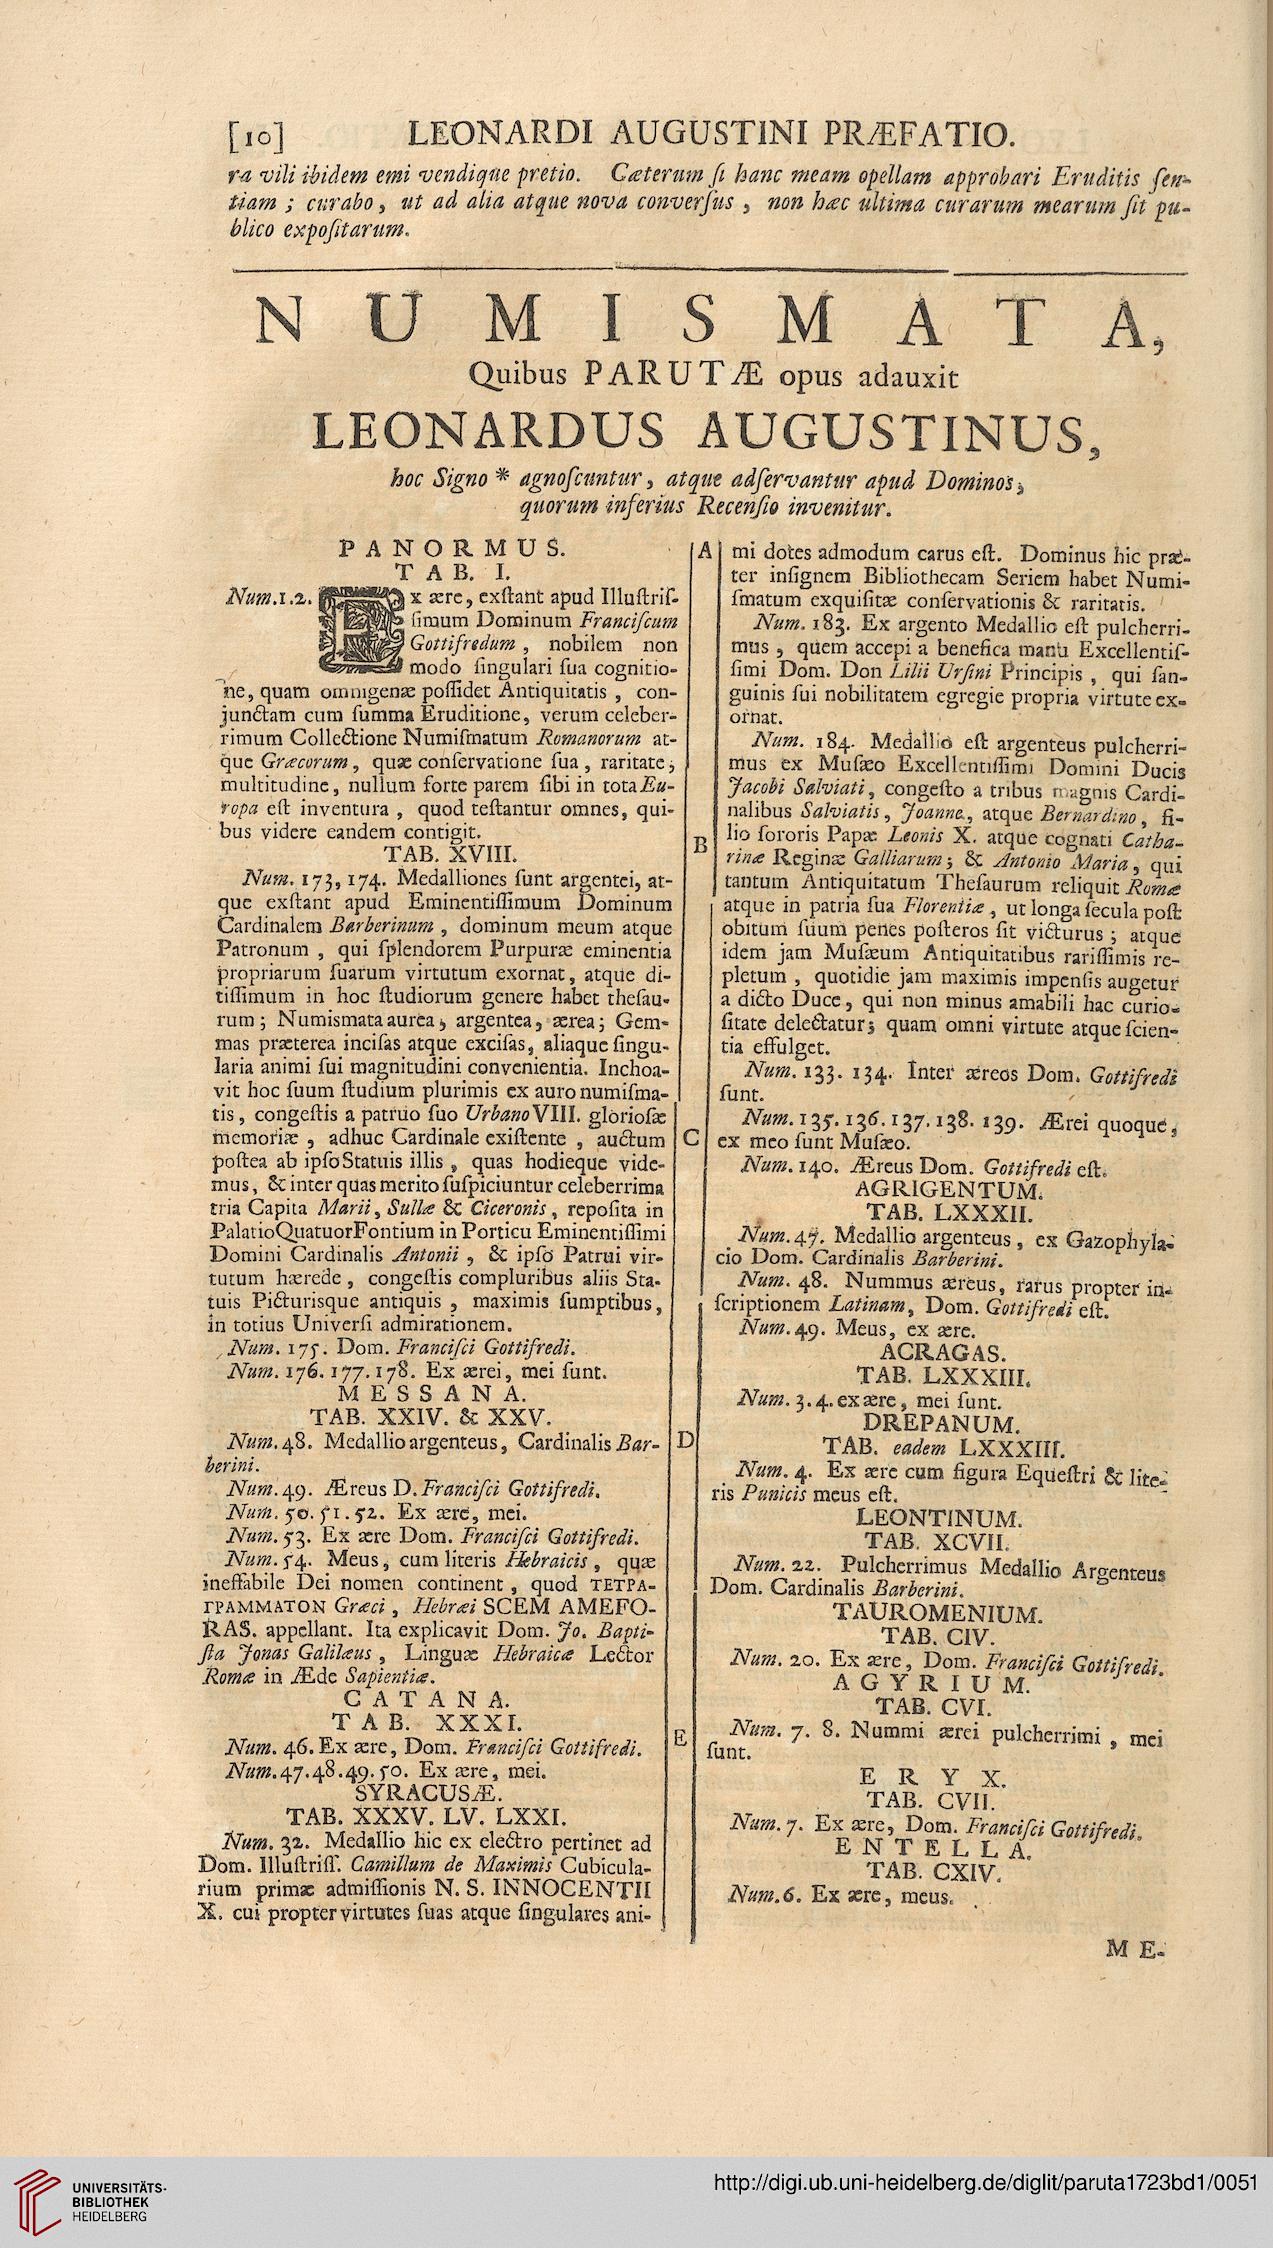 [10] LEONARDI AUGUSTINI PRÆFATIO.
ra vili ibidem emi vendique pretio. Cæterum ſi hanc meam opellam approbari Eruditis ſen-
tiam ; curabo, ut ad alia atque nova converſus , non hæc ultima curarum mearum ſit pu-
blico expoſitarum.
N U M I S M A T A,
Quibus PARUTÆ opus adauxit
LEONARDUS AUGUSTINUS,
hoc Signo * agnoſcuntur, atque adſervantur apud Dominos,
quorum inferius Recenſio invenitur.
P A N O R M U S.
T A B. I.
Num.1.2. Ex ære, exſtant apud Illuſtriſ-
ſimum Dominum Franciſcum
Gottifredum , nobilem non
modo ſingulari ſua cognitio-
ne, quam omnigenæ poſſidet Antiquitatis , con-
junctam cum ſumma Eruditione, verum celeber-
rimum Collectione Numiſmatum Romanorum at-
que Græcorum, quæ conſervatione ſua, raritate,
multitudine, nullum forte parem ſibi in tota Eu-
ropa eſt inventura , quod teſtantur omnes, qui-
bus videre eandem contigit.
TAB. XVIII.
Num. 173, 174. Medalliones ſunt argentei, at-
que exſtant apud Eminentiſſimum Dominum
Cardinalem Barberinum , dominum meum atque
Patronum , qui ſplendorem Purpuræ eminentia
propriarum ſuarum virtutum exornat, atque di-
tiſſimum in hoc ſtudiorum genere habet theſau-
rum; Numismata aurea, argentea, ærea; Gem-
mas præterea inciſas atque exciſas, aliaque ſingu-
laria animi ſui magnitudini convenientia. Inchoa-
vit hoc ſuum ſtudium plurimis ex auro numiſma-
tis, congeſtis a patruo ſuo Urbano VIII. glorioſæ
memoriæ , adhuc Cardinale exiſtente , auctum
poſtea ab ipſo Statuis illis , quas hodieque vide-
mus, & inter quas merito ſuſpiciuntur celeberrima
tria Capita Marii, Sullæ & Ciceronis, repoſita in
Palatio Quatuor Fontium in Porticu Eminentiſſimi
Domini Cardinalis Antonii , & ipſo Patrui vir-
tutum hærede , congeſtis compluribus aliis Sta-
tuis Picturisque antiquis , maximis ſumptibus,
in totius Univerſi admirationem.
Num. 175. Dom. Franciſci Gottifredi.
Num. 176. 177. 178. Ex ærei, mei ſunt.
M E S S A N A.
TAB. XXIV. & XXV.
Num. 48. Medallio argenteus, Cardinalis Bar-
berini.
Num. 49. Æreus D. Franciſci Gottifredi.
Num. 50. 51. 52. Ex ære, mei.
Num. 53. Ex ære Dom. Franciſci Gottifredi.
Num. 54. Meus, cum literis Hebraicis , quæ
ineffabile Dei nomen continent , quod ΤΕΤΡΑ-
ΓΡΑΜΜΑΤΟΝ Græci , Hebræi SCEM AMEFO-
RAS. appellant. Ita explicavit Dom. Jo. Bapti-
ſta Jonas Galilæus , Linguæ Hebraicæ Lector
Romæ in Æde Sapientiæ.
C A T A N A.
T A B. XXXI.
Num. 46. Ex ære, Dom. Franciſci Gottifredi.
Num. 47. 48. 49. 50. Ex ære, mei.
SYRACUSÆ.
TAB. XXXV. LV. LXXI.
Num. 32. Medallio hic ex electro pertinet ad
Dom. Illuſtriſſ. Camillum de Maximis Cubicula-
rium primæ admiſſionis N. S. INNOCENTII
X. cui propter virtutes ſuas atque ſingulares ani-
A
B
C
D
E
mi dotes admodum carus eſt. Dominus hic præ-
ter inſignem Bibliothecam Seriem habet Numi-
ſmatum exquiſitæ conſervationis & raritatis.
Num. 183. Ex argento Medallio eſt pulcherri-
mus , quem accepi a benefica manu Excellentiſ-
ſimi Dom. Don Lilii Urſini Principis , qui ſan-
guinis ſui nobilitatem egregie propria virtute ex-
ornat.
Num. 184. Medallio eſt argenteus pulcherri-
mus ex Muſæo Excellentiſſimi Domini Ducis
Jacobi Salviati, congeſto a tribus magnis Cardi-
nalibus Salviatis, Joanne, atque Bernardino , fi-
lio ſororis Papæ Leonis X. atque cognati Catha-
rinæ Reginæ Galliarum; & Antonio Maria, qui
tantum Antiquitatum Theſaurum reliquit Romæ
atque in patria ſua Florentiæ , ut longa ſecula poſt
obitum ſuum penes poſteros ſit victurus ; atque
idem jam Muſæum Antiquitatibus rariſſimis re-
pletum , quotidie jam maximis impenſis augetur
a dicto Duce, qui non minus amabili hac curio-
ſitate delectatur; quam omni virtute atque ſcien-
tia effulget.
Num. 133. 134. Inter æreos Dom. Gottifredi
ſunt.
Num. 135. 136. 137. 138. 139. Ærei quoque,
ex meo ſunt Muſæo.
Num. 140. Æreus Dom. Gottifredi eſt.
AGRIGENTUM.
TAB. LXXXII.
Num. 47. Medallio argenteus, ex Gazophyla-
cio Dom. Cardinalis Barberini.
Num. 48. Nummus æreus, rarus propter in-
ſcriptionem Latinam, Dom. Gottifredi eſt.
Num. 49. Meus, ex ære.
ACRAGAS.
TAB. LXXXIII.
Num. 3. 4. ex ære, mei ſunt.
DREPANUM.
TAB. eadem LXXXIII.
Num. 4. Ex ære cum figura Equeſtri & lite-
ris Punicis meus eſt.
LEONTINUM.
TAB. XCVII.
Num. 22. Pulcherrimus Medallio Argenteus
Dom. Cardinalis Barberini.
TAUROMENIUM.
TAB. CIV.
Num. 20. Ex ære, Dom. Franciſci Gottifredi.
A G Y R I U M.
TAB. CVI.
Num. 7. 8. Nummi ærei pulcherrimi , mei
ſunt.
E R Y X.
TAB. CVII.
Num. 7. Ex ære, Dom. Franciſci Gottifredi.
E N T E L L A.
TAB. CXIV.
Num. 6. Ex ære, meus.
M E-
UNIVERSITÄTS-
BIBLIOTHEK
HEIDELBERG
http://digi.ub.uni-heidelberg.de/diglit/paruta1723bd1/0051